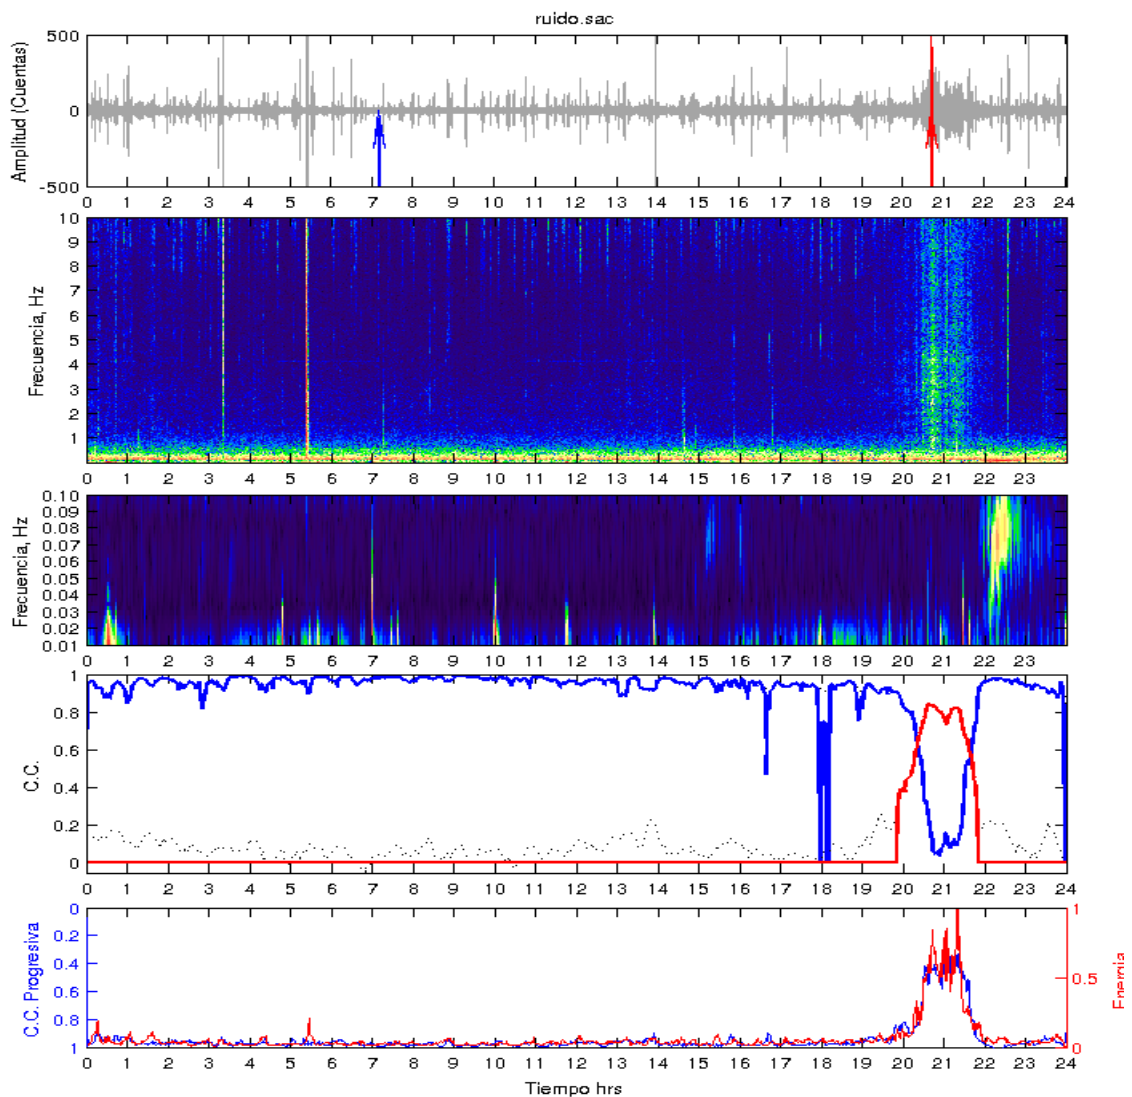 ruido.sac
Amplitud (Cuentas)
500
0
-500
0 1 2 3 4 5 6 7 8 9 10 11 12 13 14 15 16 17 18 19 20 21 22 23 24
Frecuencia, Hz
10
9
8
7
6
5
4
3
2
1
0 1 2 3 4 5 6 7 8 9 10 11 12 13 14 15 16 17 18 19 20 21 22 23 24
Frecuencia, Hz
0.10
0.09
0.08
0.07
0.06
0.05
0.04
0.03
0.02
0.01
0 1 2 3 4 5 6 7 8 9 10 11 12 13 14 15 16 17 18 19 20 21 22 23
C.C.
1
0.8
0.6
0.4
0.2
0
0 1 2 3 4 5 6 7 8 9 10 11 12 13 14 15 16 17 18 19 20 21 22 23 24
C.C. Progresiva
0
0.2
0.4
0.6
0.8
1
1
0.5
0
Energia
0 1 2 3 4 5 6 7 8 9 10 11 12 13 14 15 16 17 18 19 20 21 22 23 24
Tiempo hrs